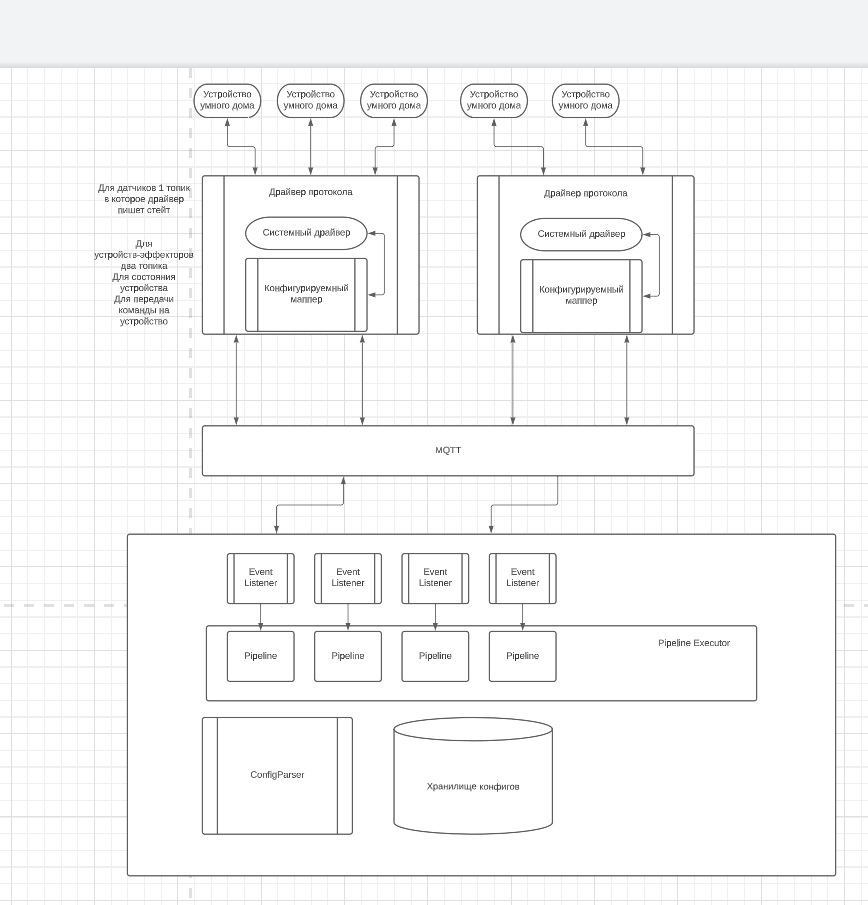 Устройство
умного дома
Устройство
умного дома
Устройство
умного дома
Устройство
умного дома
Устройство
умного дома
Для датчиков 1 топик
в которое драйвер
пишет стейт
Для
устройств-эффекторов
два топика
Для состояния
устройства
Для передачи
команды на
устройство
Драйвер протокола
Системный драйвер
Конфигурируемный
маппер
Драйвер протокола
Системный драйвер
Конфигурируемный
маппер
MQTT
Event
Listener
Event
Listener
Event
Listener
Event
Listener
Pipeline Executor
Pipeline
Pipeline
Pipeline
Pipeline
ConfigParser
Хранилище конфигов